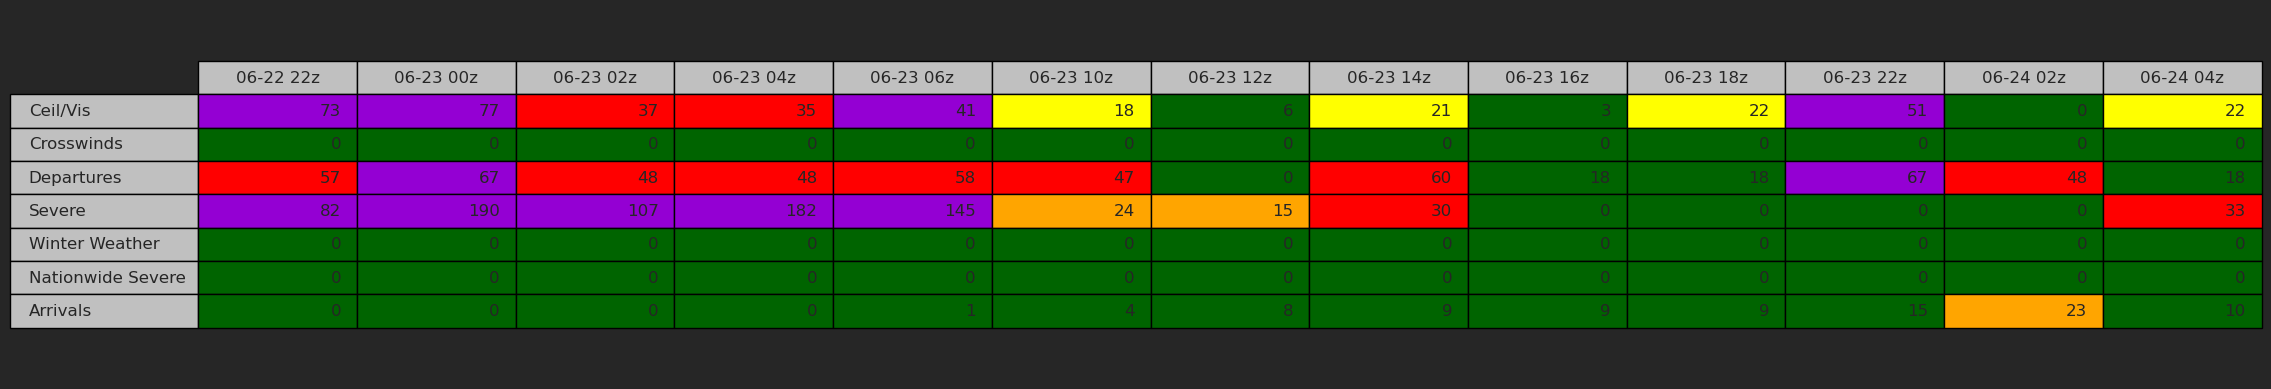 06-22 22z 06-23 00z 06-23 02z 06-23 04z 06-23 06z 06-23 10z 06-23 12z 06-23 14z 06-23 16z 06-23 18z 06-23 22z 06-24 02z 06-24 04z
Ceil/Vis 73 77 37 35 41 18 6 21 3 22 51 0 22
Crosswinds 0 0 0 0 0 0 0 0 0 0 0 0 0
Departures 57 67 48 48 58 47 0 60 18 18 67 48 18
Severe 82 190 107 182 145 24 15 30 0 0 0 0 33
Winter Weather 0 0 0 0 0 0 0 0 0 0 0 0 0
Nationwide Severe 0 0 0 0 0 0 0 0 0 0 0 0 0
Arrivals 0 0 0 0 1 4 8 9 9 9 15 23 10